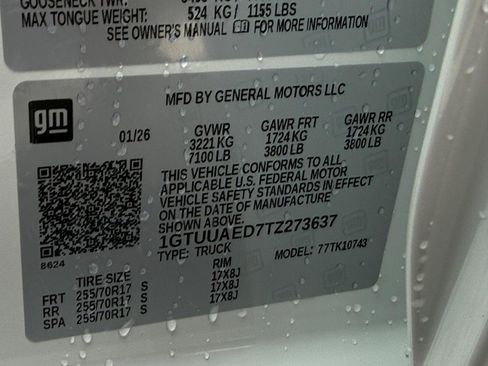 MAX TONGUE WEIGHT: 524 KG / 1155 LBS
SEE OWNER'S MANUAL FOR MORE INFORMATION
gm
MFD BY GENERAL MOTORS LLC
01/26 GVWR GAWR FRT GAWR RR
3221 KG 1724 KG 1724 KG
7100 LB 3800 LB 3800 LB
THIS VEHICLE CONFORMS TO ALL
APPLICABLE U.S. FEDERAL MOTOR
VEHICLE SAFETY STANDARDS IN EFFECT
ON THE DATE OF MANUFACTURE
SHOWN ABOVE.
1GTUUAED7TZ273637
TYPE: TRUCK MODEL: 77TK10743
8624
TIRE SIZE RIM
FRT 255/70R17 S 17X8J
RR 255/70R17 S 17X8J
SPA 255/70R17 S 17X8J